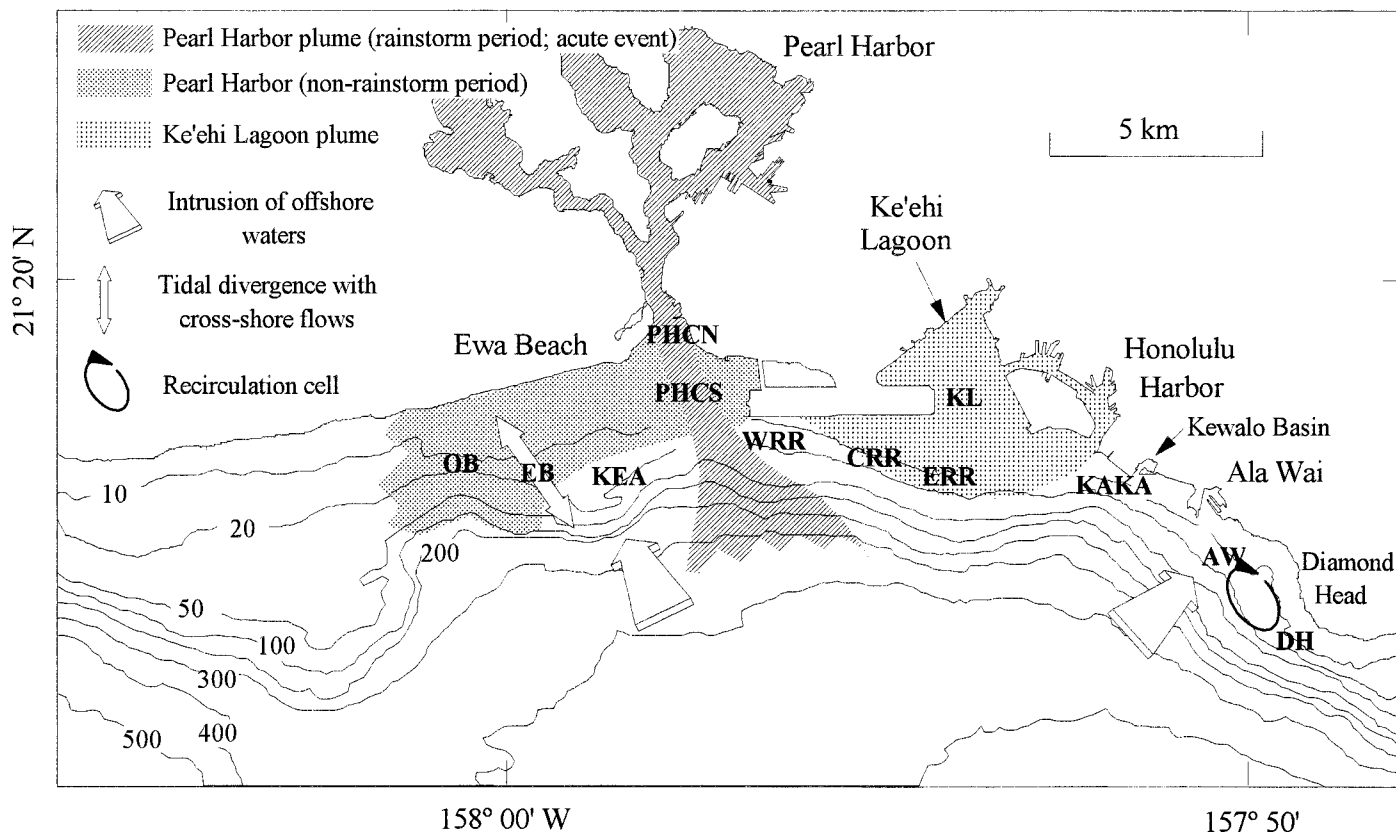 Pearl Harbor plume (rainstorm period; acute event)
Pearl Harbor (non-rainstorm period)
Ke'ehi Lagoon plume
Intrusion of offshore
waters
Tidal divergence with
cross-shore flows
Recirculation cell
Pearl Harbor
5 km
Ke'ehi
Lagoon
21° 20' N
Ewa Beach
PHCN
PHCS
KL
Honolulu
Harbor
Kewalo Basin
Ala Wai
WRR
CRR
ERR
OB
EB
KEA
KAKA
AW
Diamond
Head
DH
10
20
200
50
100
300
400
500
158° 00' W
157° 50'